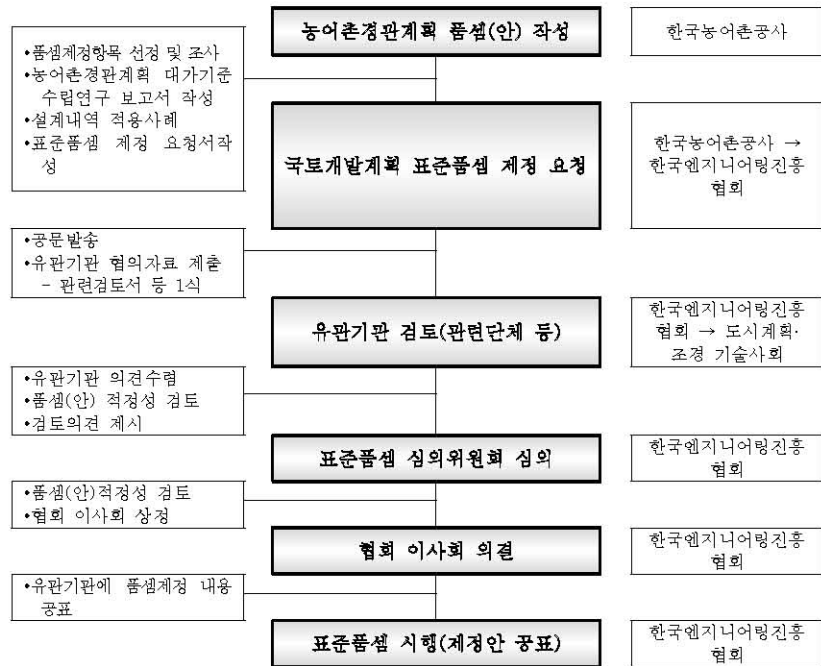 농어촌경관계획 품셈(안) 작성
한국농어촌공사
•품셈제정항목 선정 및 조사
•농어촌경관계획 대가기준
수립연구 보고서 작성
•설계내역 적용사례
•표준품셈 제정 요청서작
성
국토개발계획 표준품셈 제정 요청
한국농어촌공사 →
한국엔지니어링진흥
협회
•공문발송
•유관기관 협의자료 제출
- 관련검토서 등 1식
유관기관 검토(관련단체 등)
한국엔지니어링진흥
협회 → 도시계획·
조경 기술사회
•유관기관 의견수렴
•품셈(안) 적정성 검토
•검토의견 제시
표준품셈 심의위원회 심의
한국엔지니어링진흥
협회
•품셈(안)적정성 검토
•협회 이사회 상정
협회 이사회 의결
한국엔지니어링진흥
협회
•유관기관에 품셈제정 내용
공표
표준품셈 시행(제정안 공표)
한국엔지니어링진흥
협회